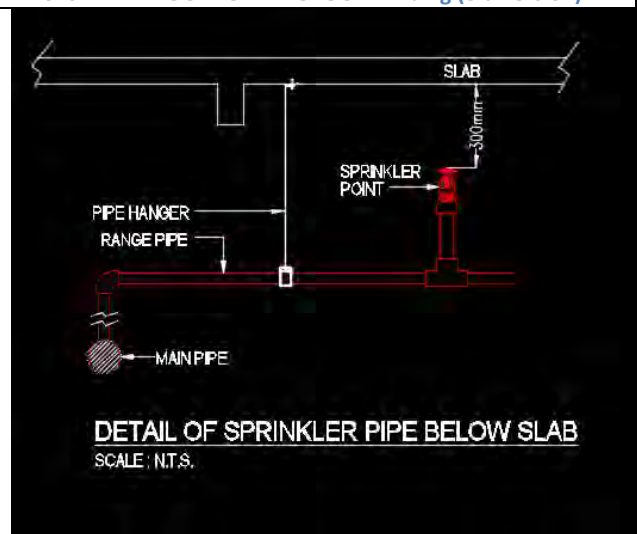 SLAB
300mm
SPRINKLER
POINT
PIPE HANGER
RANGE PIPE
MAIN PIPE
DETAIL OF SPRINKLER PIPE BELOW SLAB
SCALE : N.T.S.